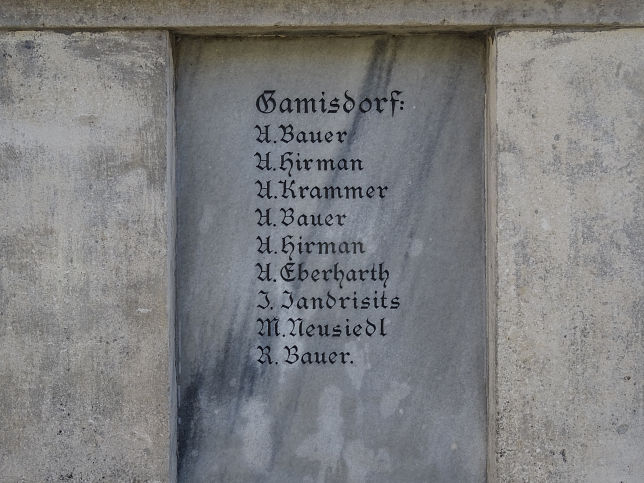 Gamisdorf:
A. Bauer
A. Hirman
A. Krammer
A. Bauer
A. Hirman
A. Eberharth
J. Jandrisits
M. Neusiedl
R. Bauer.